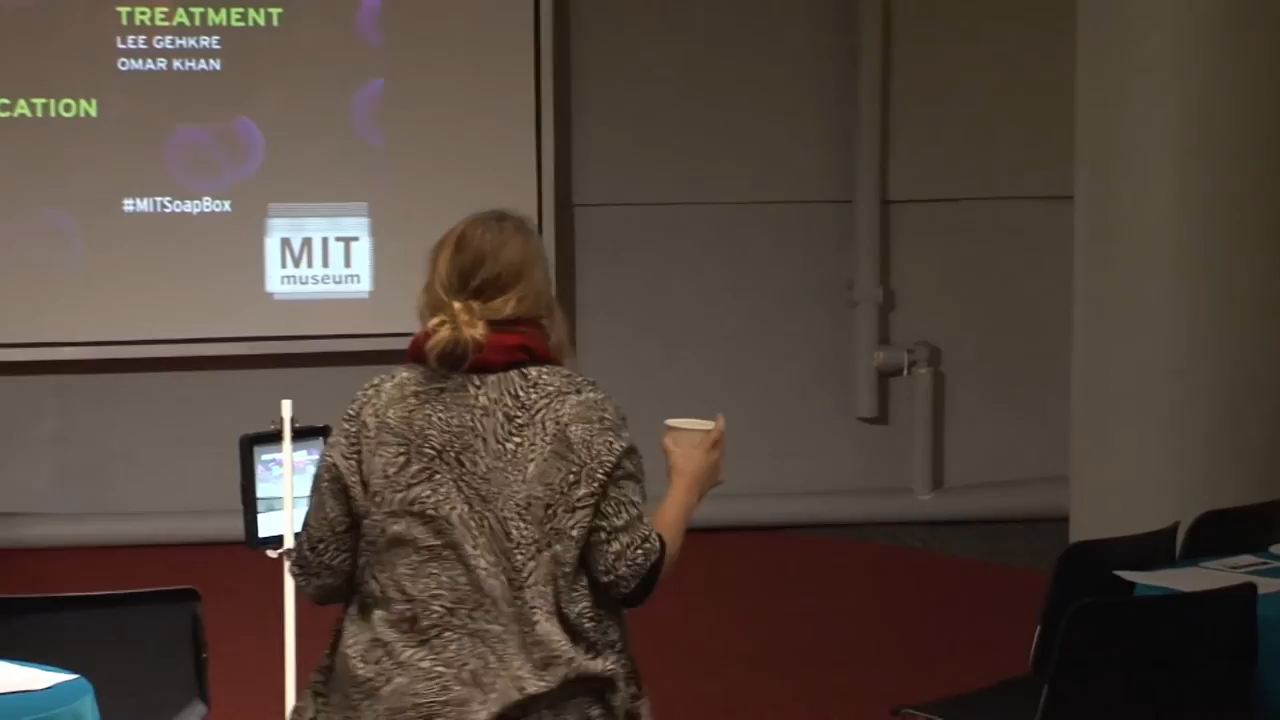 TREATMENT
LEE GEHKRE
OMAR KHAN
CATION
#MITSoapBox
MIT
museum